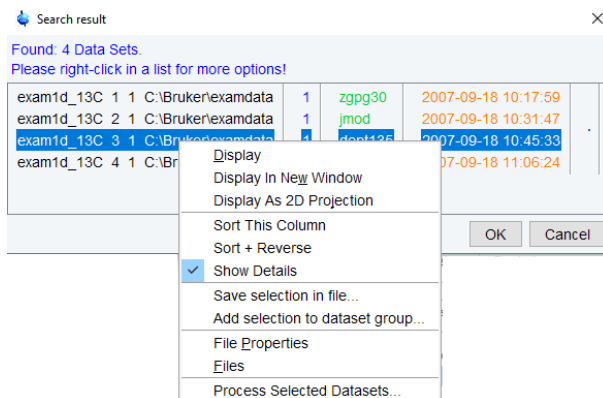 Search result
Found: 4 Data Sets.
Please right-click in a list for more options!
exam1d_13C 1 1 C:\Bruker\examdata 1 zgpg30 2007-09-18 10:17:59
exam1d_13C 2 1 C:\Bruker\examdata 1 jmod 2007-09-18 10:31:47
exam1d_13C 3 1 C:\Bruker\examdata 1 dept135 2007-09-18 10:45:33
exam1d_13C 4 1 C:\Br 07-09-18 11:06:24
Display
Display In New Window
Display As 2D Projection
Sort This Column
Sort + Reverse
Show Details
Save selection in file...
Add selection to dataset group...
File Properties
Files
Process Selected Datasets...
OK Cancel